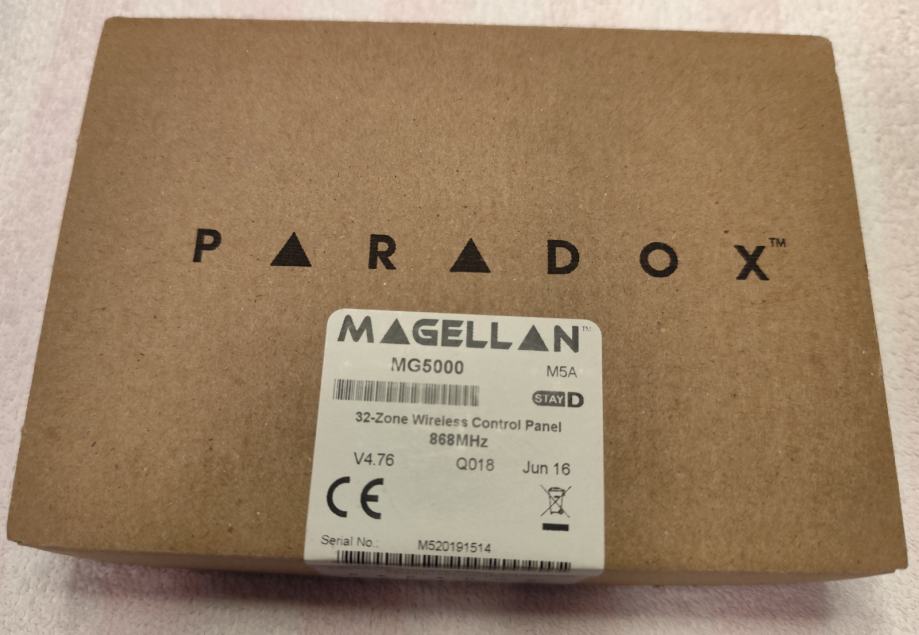 PARADOX™
MAGELLAN™
MG5000 M5A
STAY D
32-Zone Wireless Control Panel
868MHz
V4.76 Q018 Jun 16
CE
Serial No.: M520191514